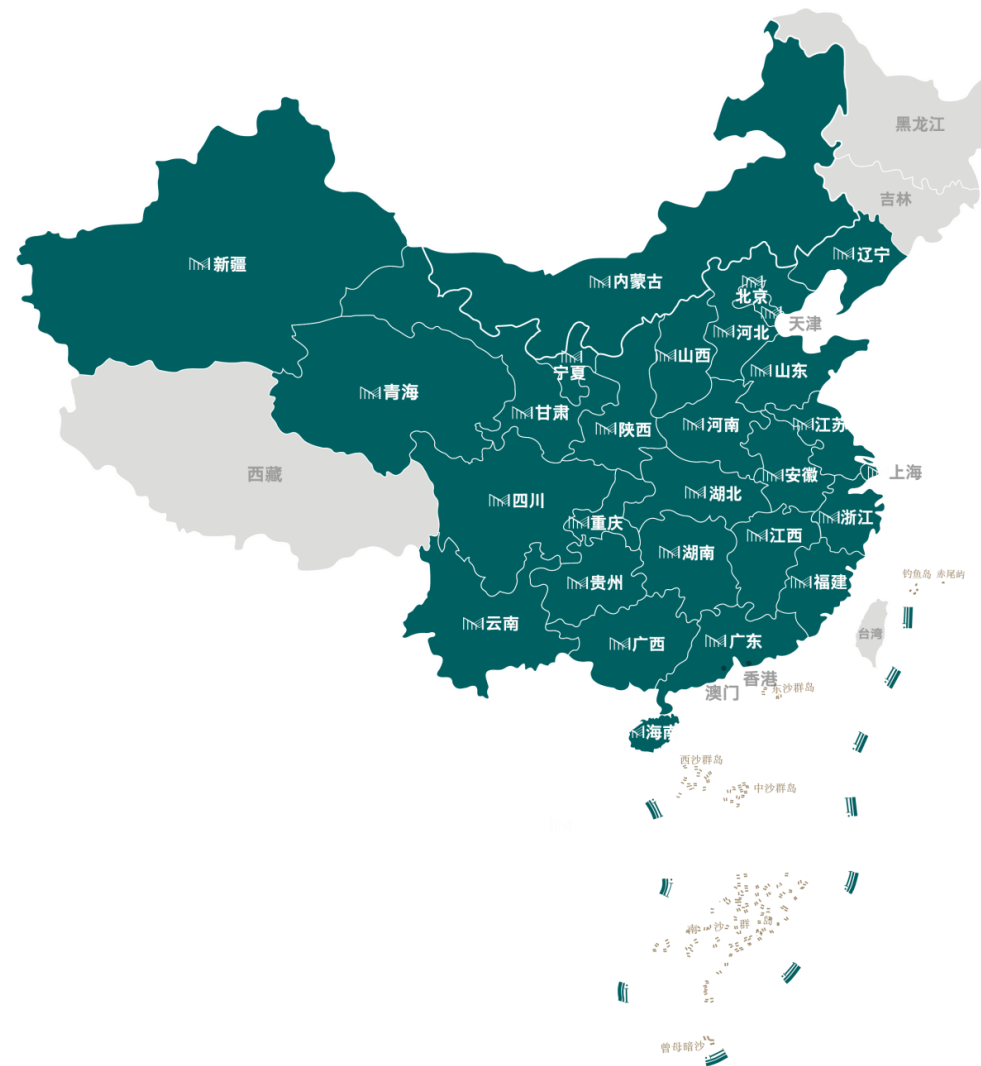 黑龙江
吉林
辽宁
新疆
内蒙古
北京
天津
河北
山西
宁夏
山东
青海
甘肃
陕西
河南
江苏
西藏
上海
安徽
四川
湖北
重庆
浙江
江西
湖南
贵州
福建
钓鱼岛 赤尾屿
云南
台湾
广西
广东
香港
澳门
东沙群岛
海南
西沙群岛
中沙群岛
南沙群岛
曾母暗沙